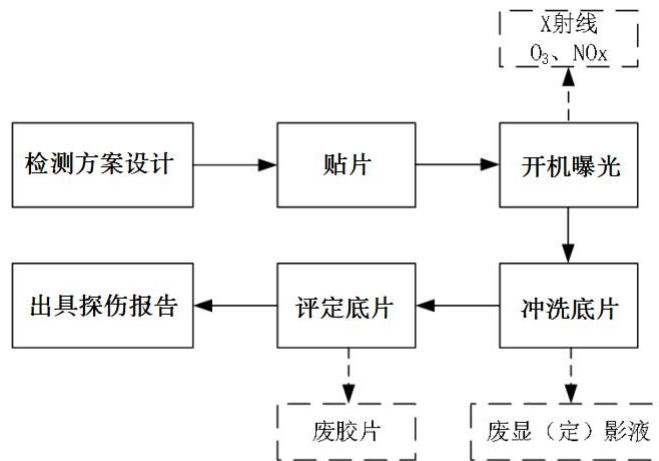 X射线
O₃、NOx
检测方案设计
贴片
开机曝光
出具探伤报告
评定底片
冲洗底片
废胶片
废显（定）影液